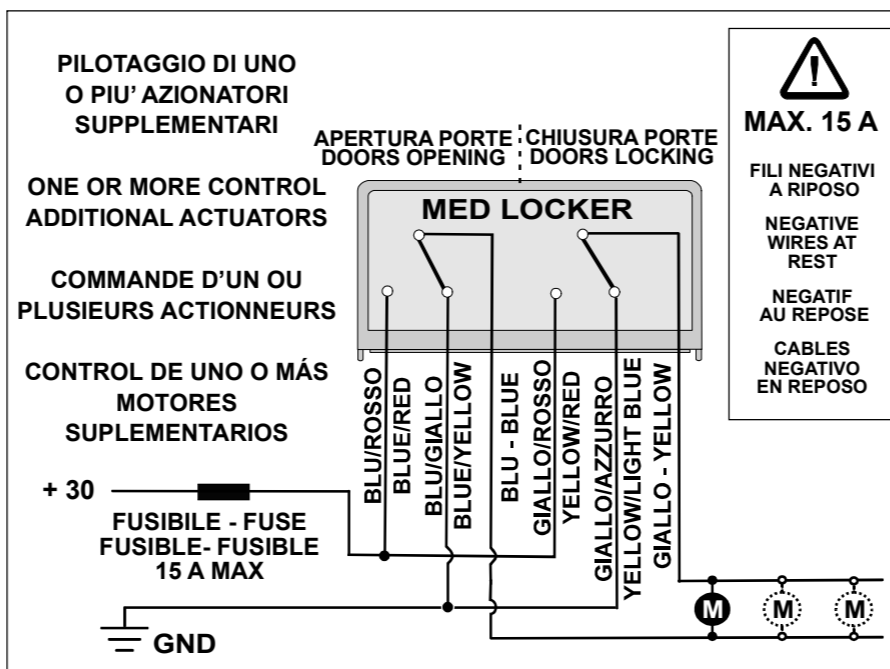 PILOTAGGIO DI UNO
O PIU' AZIONATORI
SUPPLEMENTARI
ONE OR MORE CONTROL
ADDITIONAL ACTUATORS
COMMANDE D'UN OU
PLUSIEURS ACTIONNEURS
CONTROL DE UNO O MÁS
MOTORES
SUPLEMENTARIOS
APERTURA PORTE
DOORS OPENING
CHIUSURA PORTE
DOORS LOCKING
MED LOCKER
BLU/ROSSO
BLUE/RED
BLU/GIALLO
BLUE/YELLOW
BLU - BLUE
GIALLO/ROSSO
YELLOW/RED
GIALLO/AZZURRO
YELLOW/LIGHT BLUE
GIALLO - YELLOW
+ 30
FUSIBILE - FUSE
FUSIBLE- FUSIBLE
15 A MAX
GND
M
M
M
!
MAX. 15 A
FILI NEGATIVI
A RIPOSO
NEGATIVE
WIRES AT
REST
NEGATIF
AU REPOSE
CABLES
NEGATIVO
EN REPOSO